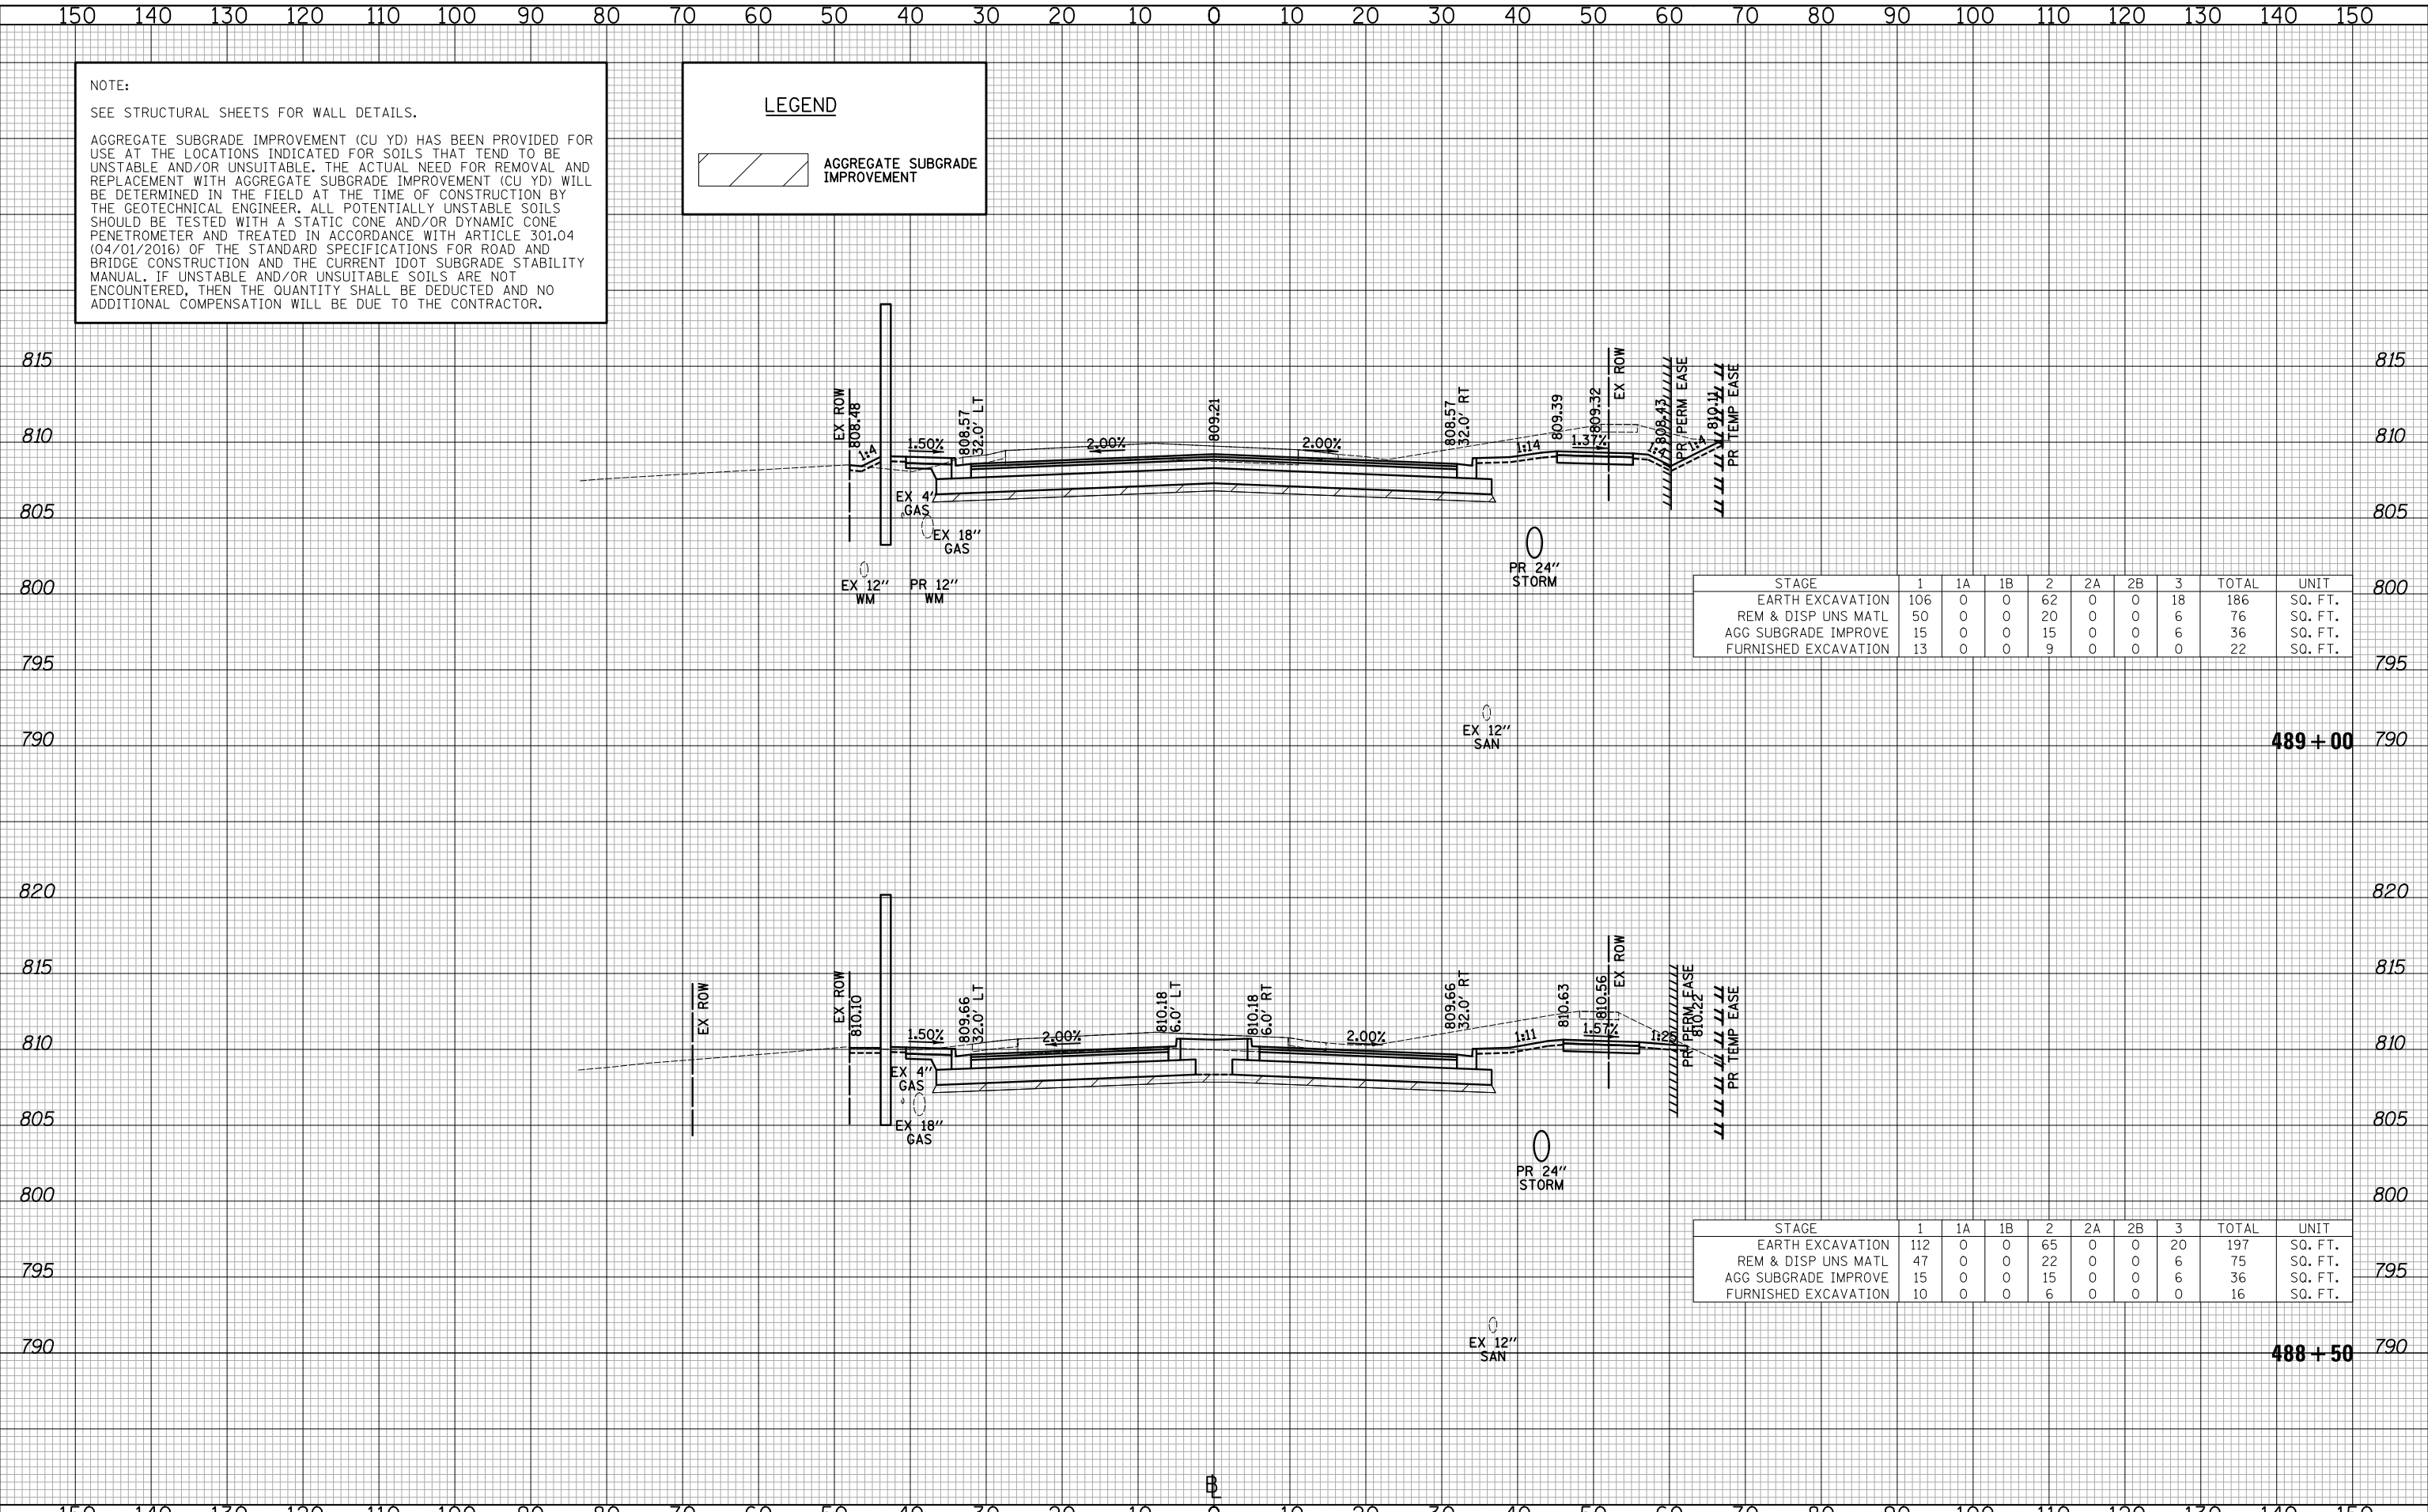 150 140 130 120 110 100 90 80 70 60 50 40 30 20 10 0 10 20 30 40 50 60 70 80 90 100 110 120 130 140 150
NOTE:
SEE STRUCTURAL SHEETS FOR WALL DETAILS.
AGGREGATE SUBGRADE IMPROVEMENT (CU YD) HAS BEEN PROVIDED FOR
USE AT THE LOCATIONS INDICATED FOR SOILS THAT TEND TO BE
UNSTABLE AND/OR UNSUITABLE. THE ACTUAL NEED FOR REMOVAL AND
REPLACEMENT WITH AGGREGATE SUBGRADE IMPROVEMENT (CU YD) WILL
BE DETERMINED IN THE FIELD AT THE TIME OF CONSTRUCTION BY
THE GEOTECHNICAL ENGINEER. ALL POTENTIALLY UNSTABLE SOILS
SHOULD BE TESTED WITH A STATIC CONE AND/OR DYNAMIC CONE
PENETROMETER AND TREATED IN ACCORDANCE WITH ARTICLE 301.04
(04/01/2016) OF THE STANDARD SPECIFICATIONS FOR ROAD AND
BRIDGE CONSTRUCTION AND THE CURRENT IDOT SUBGRADE STABILITY
MANUAL. IF UNSTABLE AND/OR UNSUITABLE SOILS ARE NOT
ENCOUNTERED, THEN THE QUANTITY SHALL BE DEDUCTED AND NO
ADDITIONAL COMPENSATION WILL BE DUE TO THE CONTRACTOR.
LEGEND
AGGREGATE SUBGRADE
IMPROVEMENT
815 815
810 810
805 805
800 800
795 795
790 790
EX ROW
808.48
1:4
1.50%
808.57
32.0' LT
2.00%
809.21
2.00%
808.57
32.0' RT
1:14
809.39
1.37%
809.32
EX ROW
1:4
808.43
PR PERM EASE
1:4
810.11
PR TEMP EASE
EX 4"
GAS
EX 18"
GAS
EX 12"
WM
PR 12"
WM
PR 24"
STORM
EX 12"
SAN
STAGE 1 1A 1B 2 2A 2B 3 TOTAL UNIT
EARTH EXCAVATION 106 0 0 62 0 0 18 186 SQ. FT.
REM & DISP UNS MATL 50 0 0 20 0 0 6 76 SQ. FT.
AGG SUBGRADE IMPROVE 15 0 0 15 0 0 6 36 SQ. FT.
FURNISHED EXCAVATION 13 0 0 9 0 0 0 22 SQ. FT.
489+00
820 820
815 815
810 810
805 805
800 800
795 795
790 790
EX ROW
EX ROW
810.10
1.50%
809.66
32.0' LT
2.00%
810.18
6.0' LT
810.18
6.0' RT
2.00%
809.66
32.0' RT
1:11
810.63
1.57%
810.56
EX ROW
PR PERM EASE
810.22
PR TEMP EASE
EX 4"
GAS
EX 18"
GAS
PR 24"
STORM
EX 12"
SAN
STAGE 1 1A 1B 2 2A 2B 3 TOTAL UNIT
EARTH EXCAVATION 112 0 0 65 0 0 20 197 SQ. FT.
REM & DISP UNS MATL 47 0 0 22 0 0 6 75 SQ. FT.
AGG SUBGRADE IMPROVE 15 0 0 15 0 0 6 36 SQ. FT.
FURNISHED EXCAVATION 10 0 0 6 0 0 0 16 SQ. FT.
488+50
BL
150 140 130 120 110 100 90 80 70 60 50 40 30 20 10 0 10 20 30 40 50 60 70 80 90 100 110 120 130 140 150